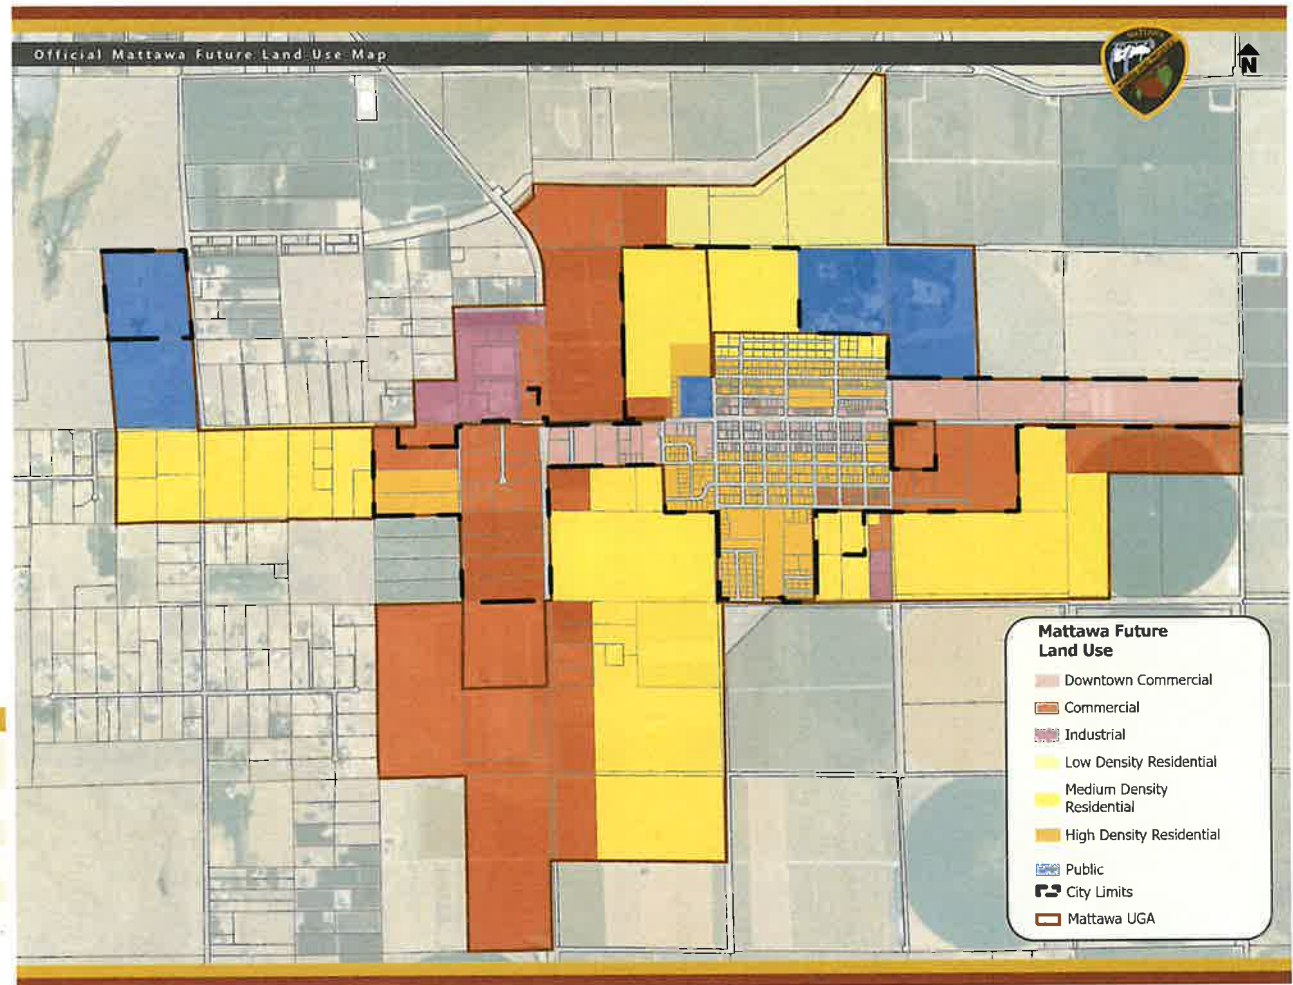 Official Mattawa Future Land Use Map
MATTAWA
N
Mattawa Future
Land Use
Downtown Commercial
Commercial
Industrial
Low Density Residential
Medium Density
Residential
High Density Residential
Public
City Limits
Mattawa UGA